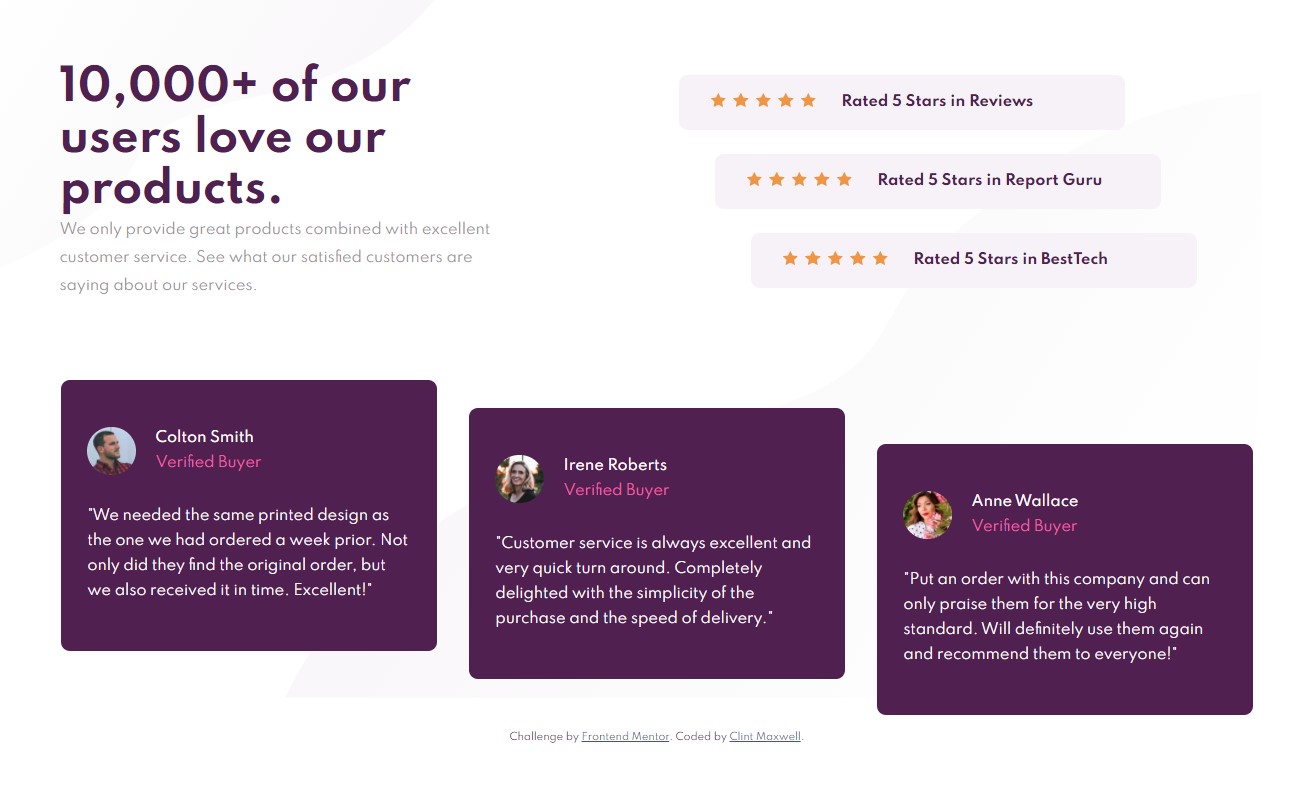 10,000+ of our
users love our
products.
We only provide great products combined with excellent
customer service. See what our satisfied customers are
saying about our services.
Rated 5 Stars in Reviews
Rated 5 Stars in Report Guru
Rated 5 Stars in BestTech
Colton Smith
Verified Buyer
"We needed the same printed design as
the one we had ordered a week prior. Not
only did they find the original order, but
we also received it in time. Excellent!"
Irene Roberts
Verified Buyer
"Customer service is always excellent and
very quick turn around. Completely
delighted with the simplicity of the
purchase and the speed of delivery."
Anne Wallace
Verified Buyer
"Put an order with this company and can
only praise them for the very high
standard. Will definitely use them again
and recommend them to everyone!"
Challenge by Frontend Mentor. Coded by Clint Maxwell.